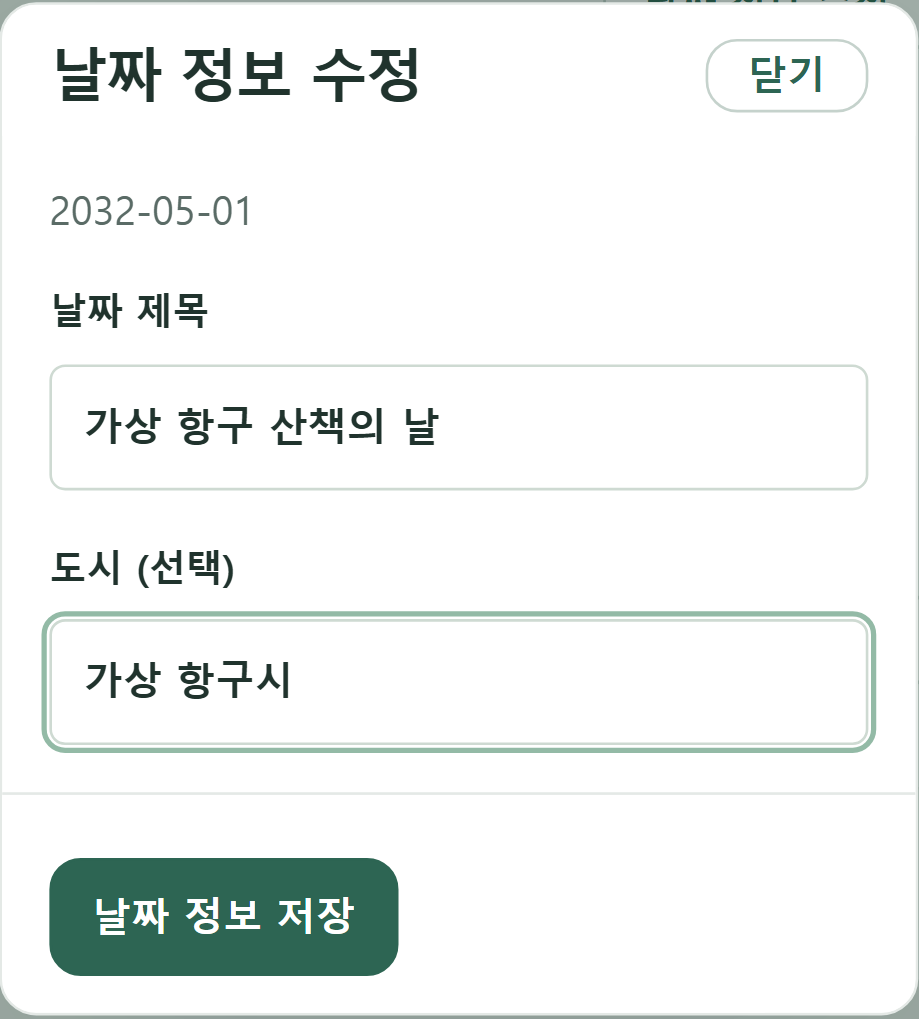 날짜 정보 수정
닫기
2032-05-01
날짜 제목
가상 항구 산책의 날
도시 (선택)
가상 항구시
날짜 정보 저장